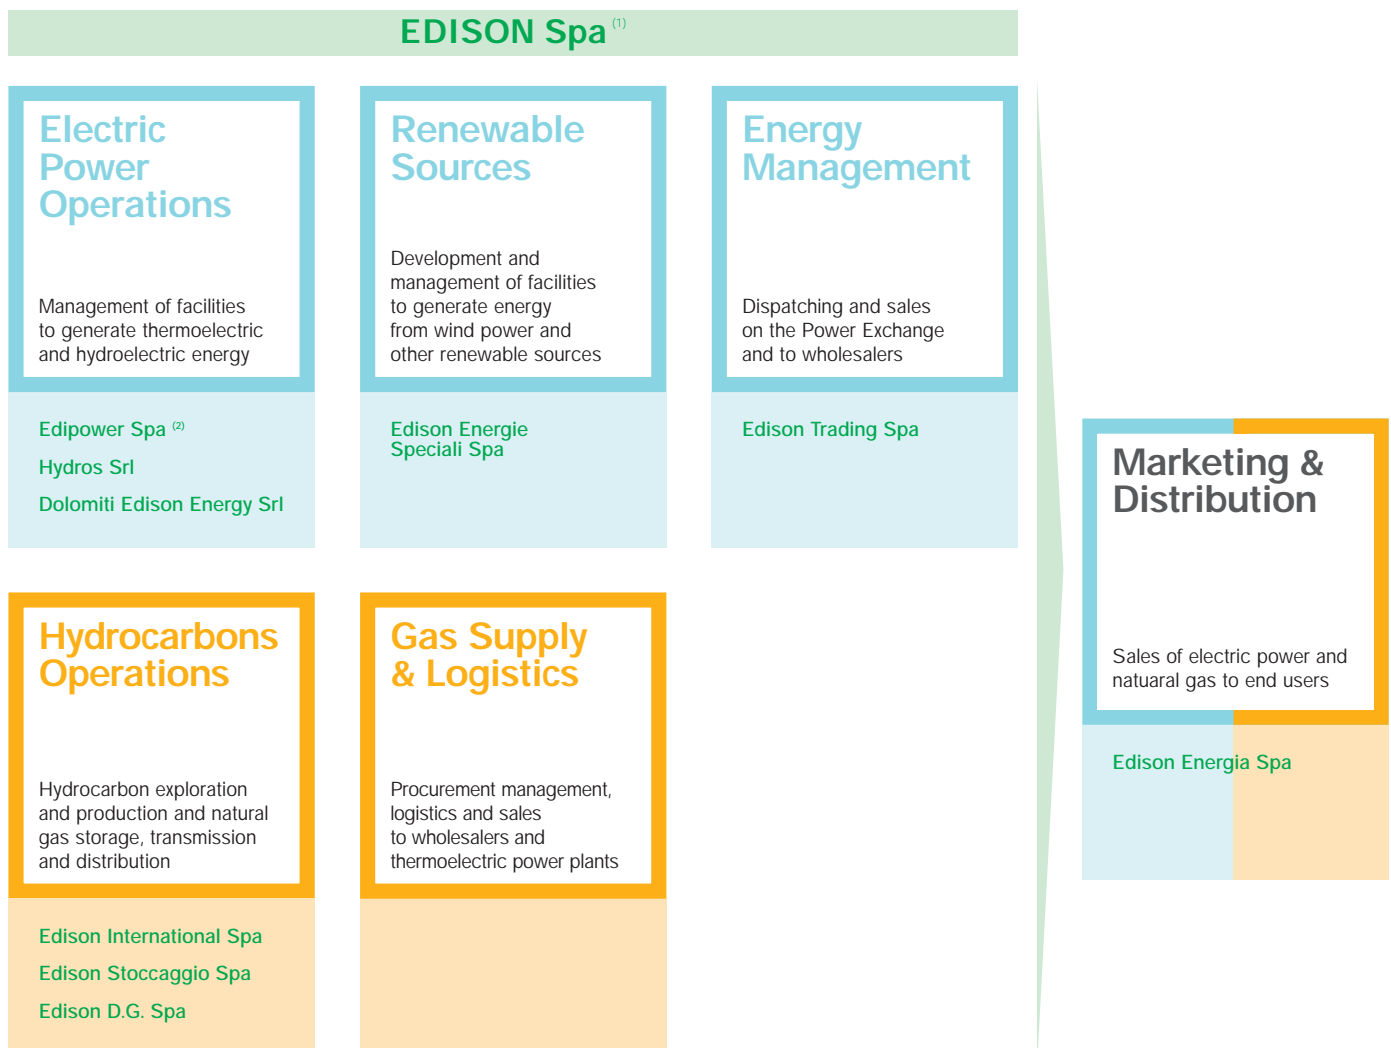 EDISON Spa (1)
Electric
Power
Operations
Management of facilities
to generate thermoelectric
and hydroelectric energy
Edipower Spa (2)
Hydros Srl
Dolomiti Edison Energy Srl
Renewable
Sources
Development and
management of facilities
to generate energy
from wind power and
other renewable sources
Edison Energie
Speciali Spa
Energy
Management
Dispatching and sales
on the Power Exchange
and to wholesalers
Edison Trading Spa
Hydrocarbons
Operations
Hydrocarbon exploration
and production and natural
gas storage, transmission
and distribution
Edison International Spa
Edison Stoccaggio Spa
Edison D.G. Spa
Gas Supply
& Logistics
Procurement management,
logistics and sales
to wholesalers and
thermoelectric power plants
Marketing &
Distribution
Sales of electric power and
natuaral gas to end users
Edison Energia Spa